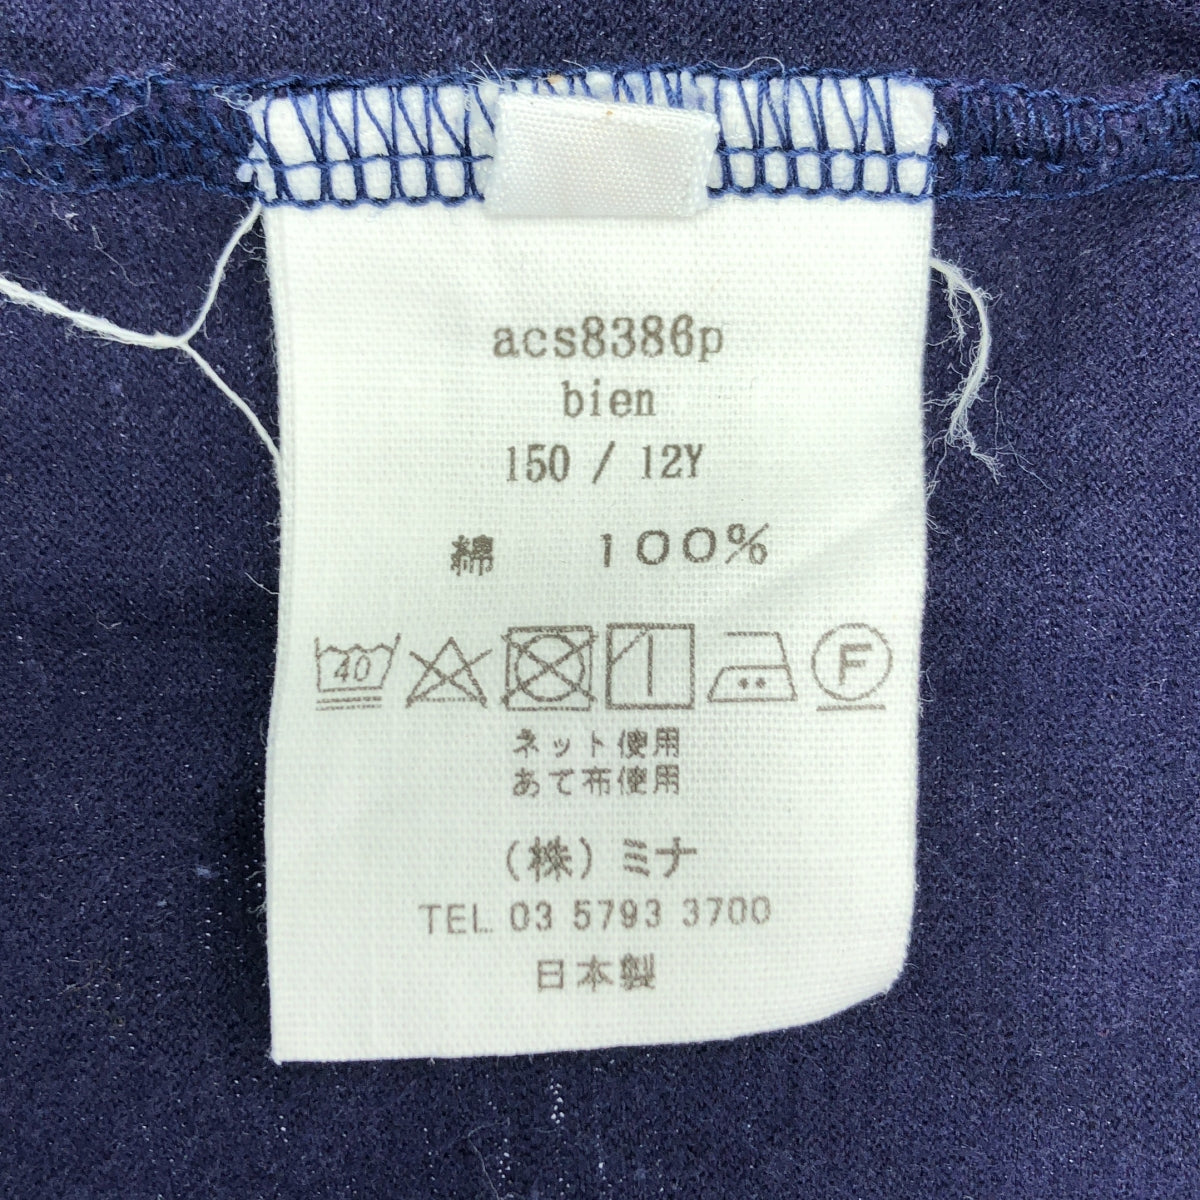 acs8386p
bien
150 / 12Y
綿　100%
40 F
ネット使用
あて布使用
(株)ミナ
TEL 03 5793 3700
日本製